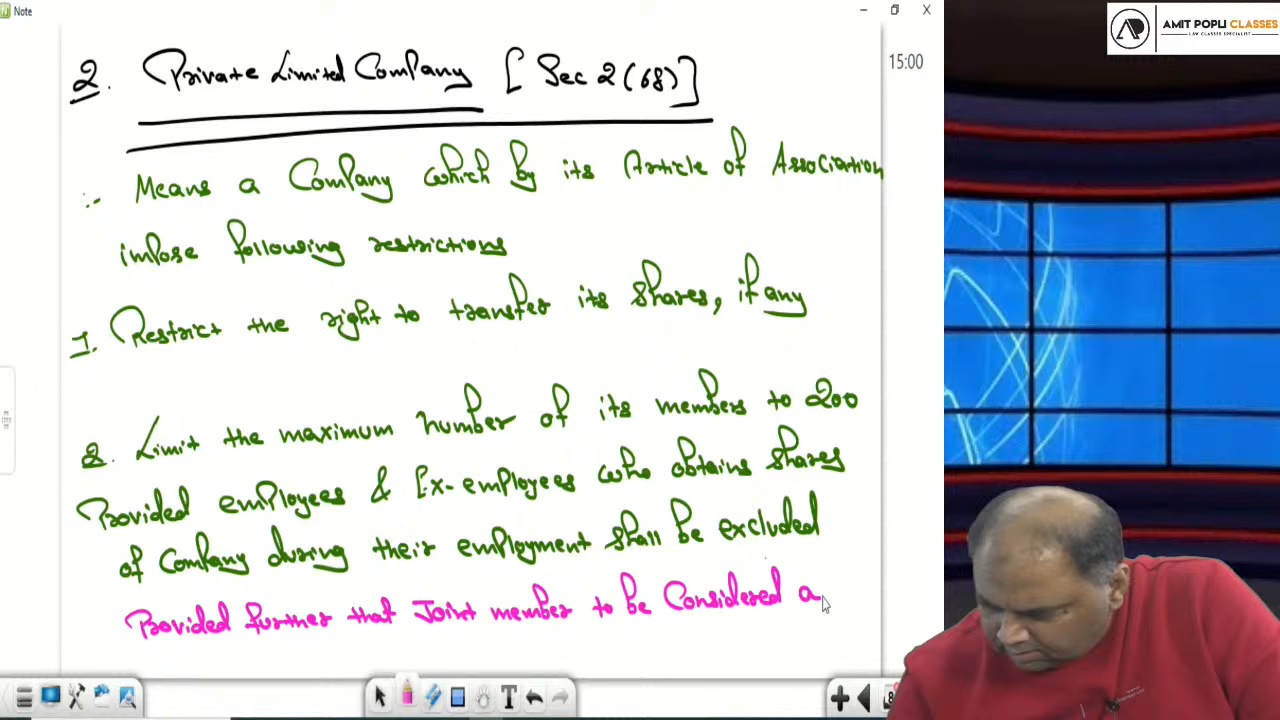 Note
AMIT POPLI CLASSES
LAW CLASSES SPECIALIST
15:00
2. Private Limited Company [Sec 2(68)]
:- Means a Company which by its Article of Association
impose following restrictions
1. Restrict the right to transfer its shares, if any
2. Limit the maximum number of its members to 200
Provided employees & Ex-employees who obtains shares
of Company during their employment shall be excluded
Provided further that Joint member to be Considered a